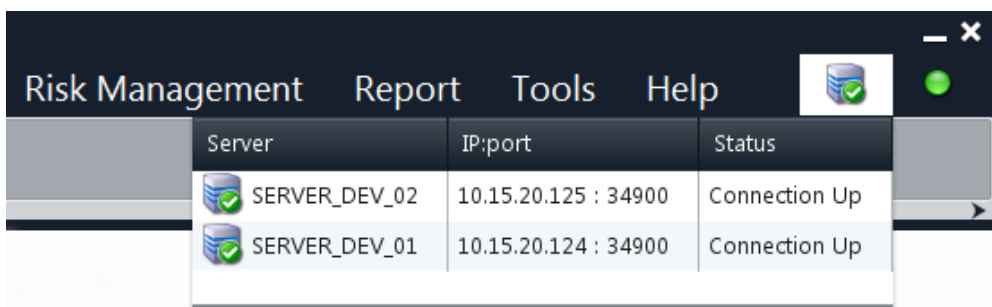 Risk Management Report Tools Help
Server IP:port Status
SERVER_DEV_02 10.15.20.125 : 34900 Connection Up
SERVER_DEV_01 10.15.20.124 : 34900 Connection Up